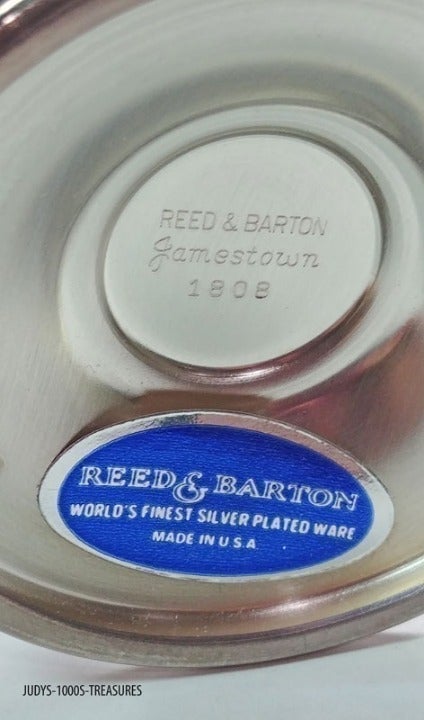 REED & BARTON
Jamestown
1808
REED & BARTON
WORLD'S FINEST SILVER PLATED WARE
MADE IN U.S.A
JUDYS-1000S-TREASURES